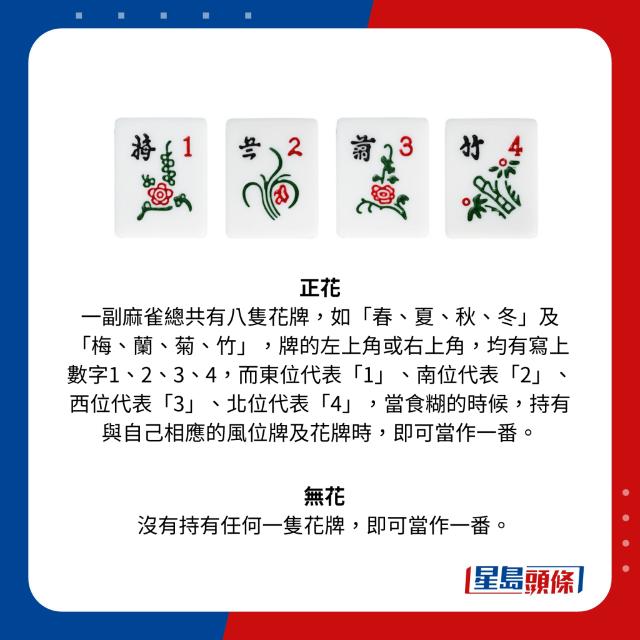 1
2
菊 3
竹 4
正花
一副麻雀總共有八隻花牌,如「春、夏、秋、冬」及
「梅、蘭、菊、竹」,牌的左上角或右上角,均有寫上
數字1、2、3、4,而東位代表「1」、南位代表「2」、
西位代表「3」、北位代表「4」,當食糊的時候,持有
與自己相應的風位牌及花牌時,即可當作一番。
無花
沒有持有任何一隻花牌,即可當作一番。
星島頭條